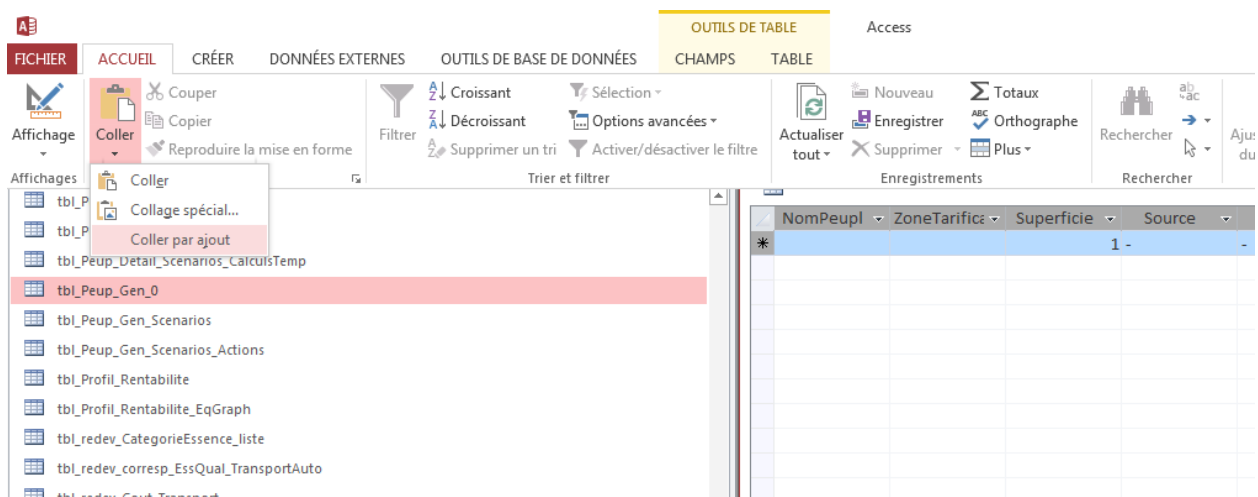 OUTILS DE TABLE Access
FICHIER ACCUEIL CRÉER DONNÉES EXTERNES OUTILS DE BASE DE DONNÉES CHAMPS TABLE
Couper Croissant Sélection Nouveau Totaux
Affichage Coller Copier Filtrer Décroissant Options avancées Actualiser tout Enregistrer Orthographe Rechercher
Reproduire la mise en forme Supprimer un tri Activer/désactiver le filtre Supprimer Plus
Affichages Trier et filtrer Enregistrements Rechercher
Coller
Collage spécial...
Coller par ajout
tbl_Peup_Detail_Scenarios_CalculsTemp
tbl_Peup_Gen_0
tbl_Peup_Gen_Scenarios
tbl_Peup_Gen_Scenarios_Actions
tbl_Profil_Rentabilite
tbl_Profil_Rentabilite_EqGraph
tbl_redev_CategorieEssence_liste
tbl_redev_corresp_EssQual_TransportAuto
NomPeupl ZoneTarifica Superficie Source
1 - -